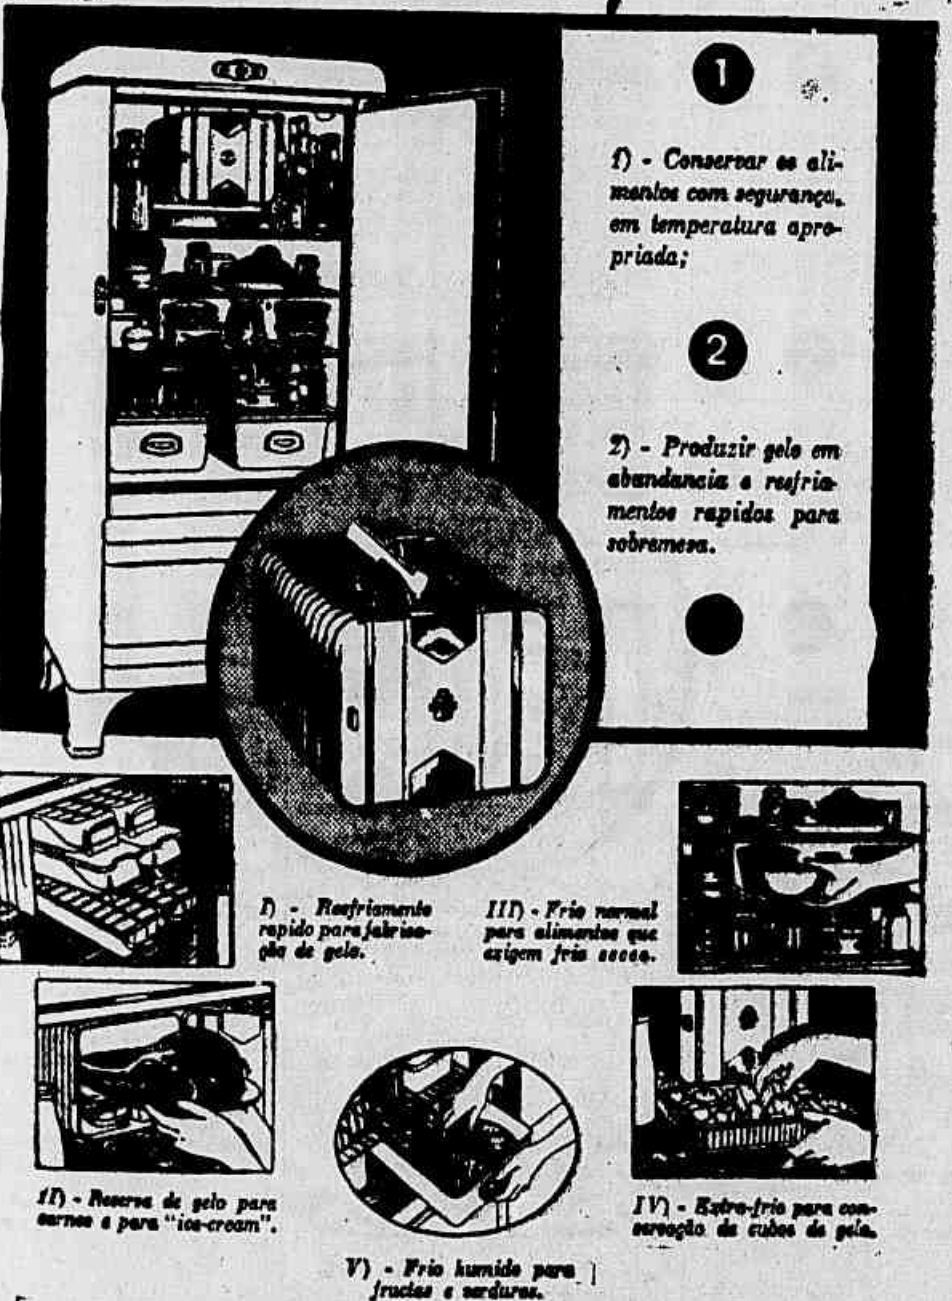 1
1) - Conservar os ali-
mentos com segurança,
em temperatura apro-
priada;
2
2) - Produzir gelo em
abundancia e resfria-
mentos rapidos para
sobremesa.
I) - Resfriamento
rapido para fabrica-
ção de gelo.
III) - Frio normal
para alimentos que
exigem frio secco.
II) - Reserva de gelo para
carnes e para "ice-cream".
IV) - Extra-frio para con-
servação de cubos de gelo.
V) - Frio humido para
fructas e verduras.